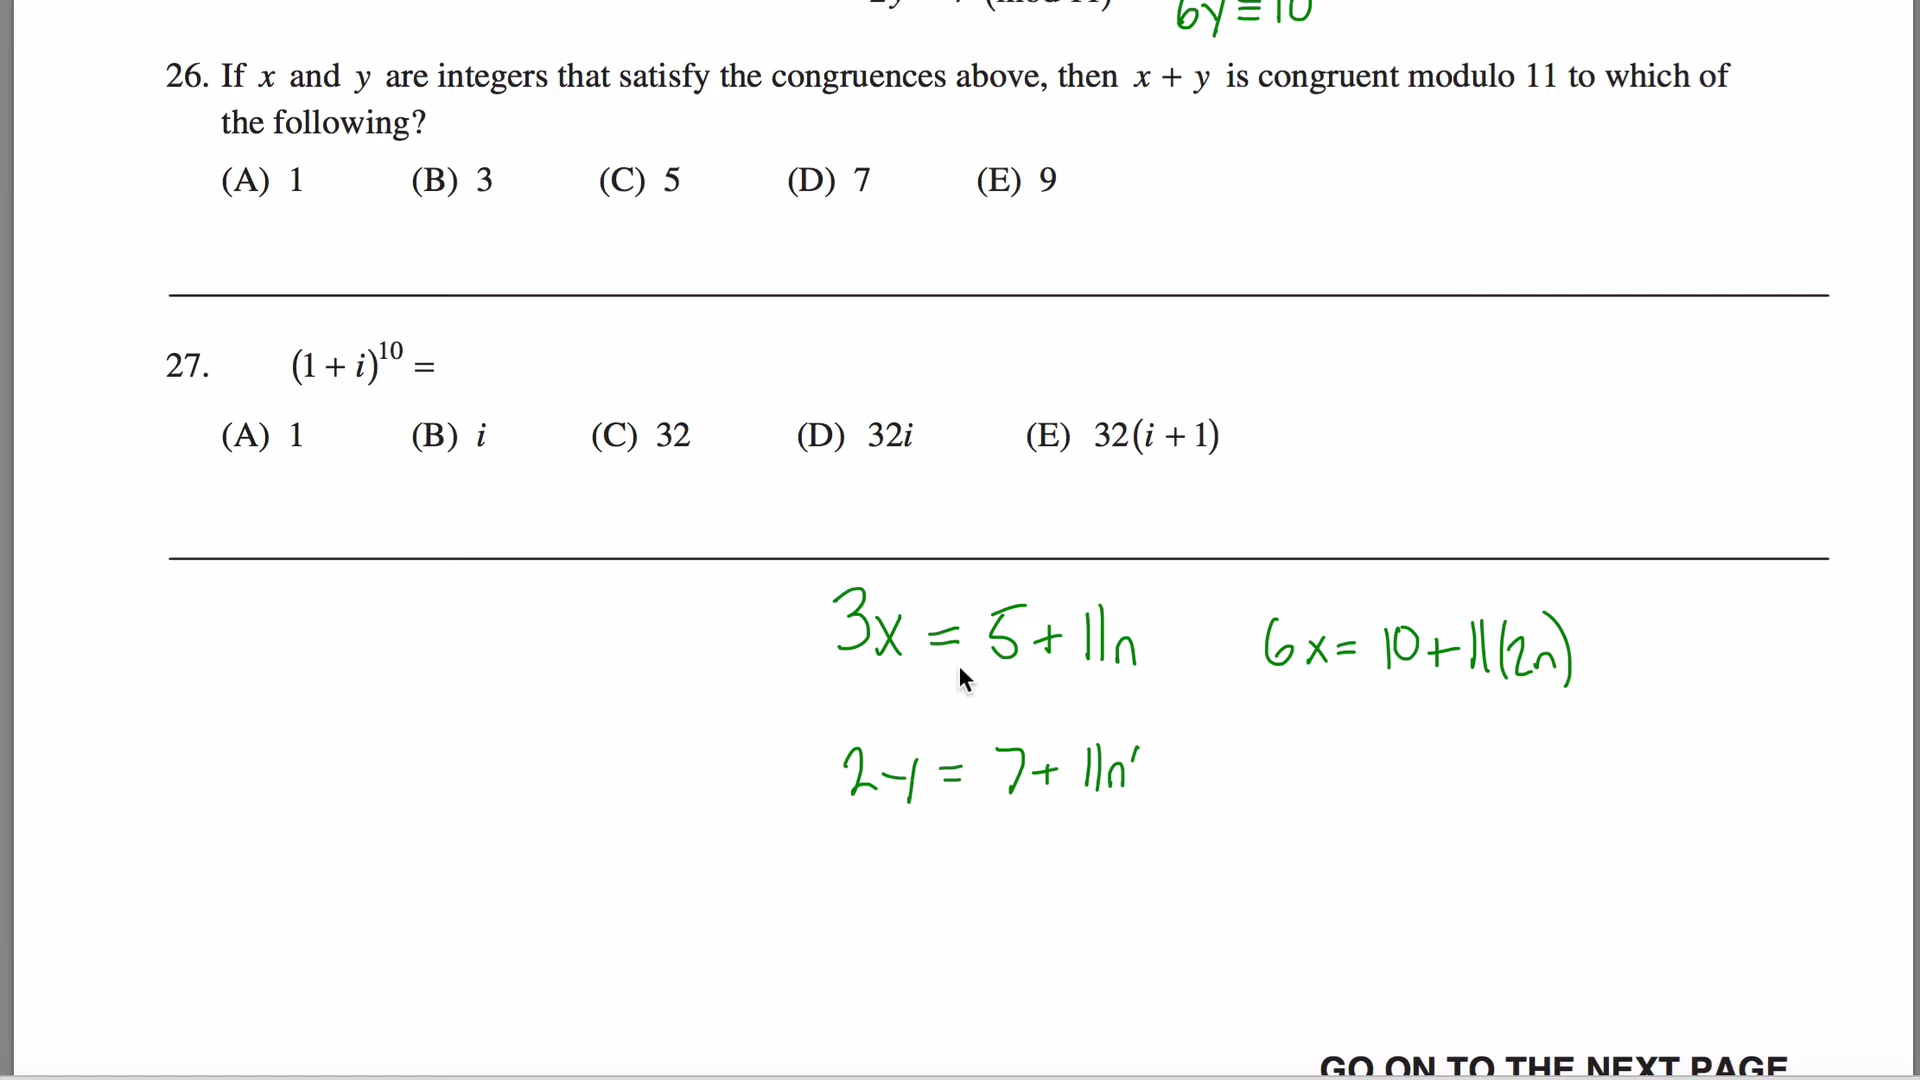 6y ≡ 10
26. If x and y are integers that satisfy the congruences above, then x + y is congruent modulo 11 to which of
the following?
(A) 1 (B) 3 (C) 5 (D) 7 (E) 9
27. (1 + i)^10 =
(A) 1 (B) i (C) 32 (D) 32i (E) 32(i + 1)
3x = 5 + 11n 6x = 10 + 11(2n)
2y = 7 + 11n'
GO ON TO THE NEXT PAGE